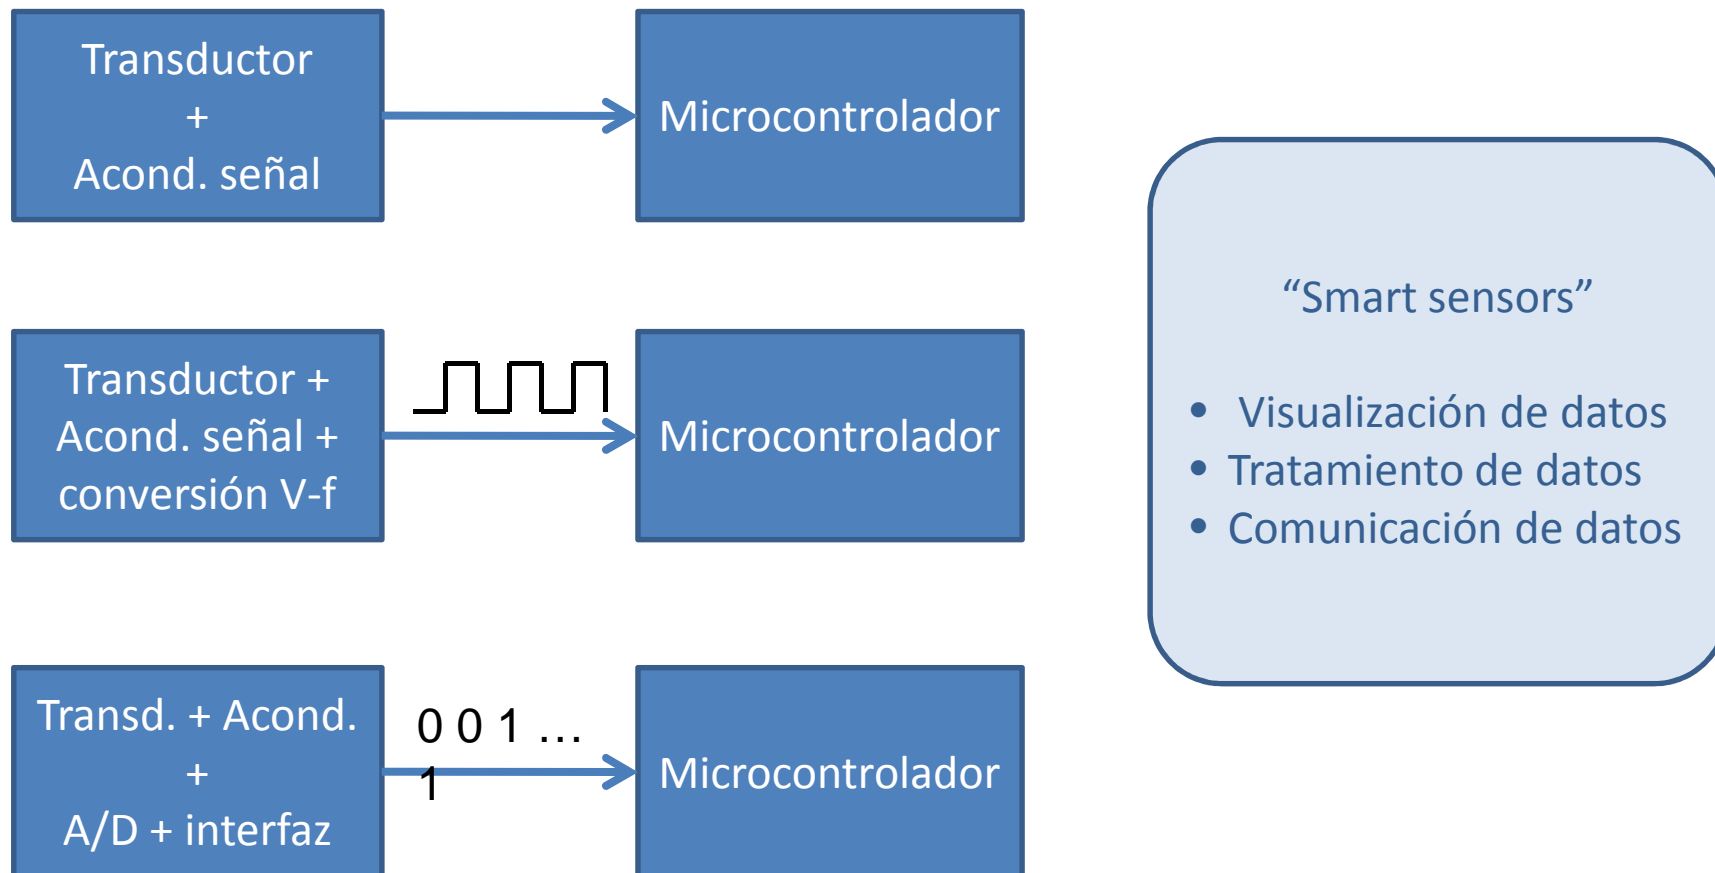 Transductor
+
Acond. señal
Microcontrolador
Transductor +
Acond. señal +
conversión V-f
Microcontrolador
Transd. + Acond.
+
A/D + interfaz
0 0 1 ...
1
Microcontrolador
“Smart sensors”
• Visualización de datos
• Tratamiento de datos
• Comunicación de datos